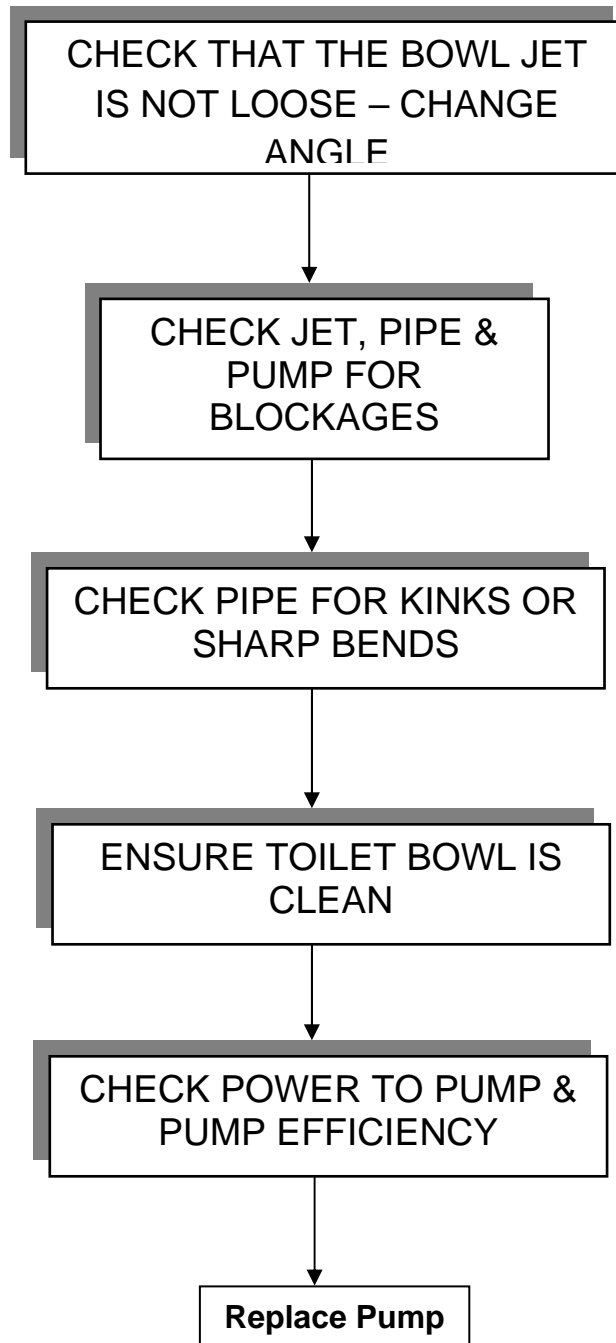 CHECK THAT THE BOWL JET
IS NOT LOOSE – CHANGE
ANGLE
CHECK JET, PIPE &
PUMP FOR
BLOCKAGES
CHECK PIPE FOR KINKS OR
SHARP BENDS
ENSURE TOILET BOWL IS
CLEAN
CHECK POWER TO PUMP &
PUMP EFFICIENCY
Replace Pump